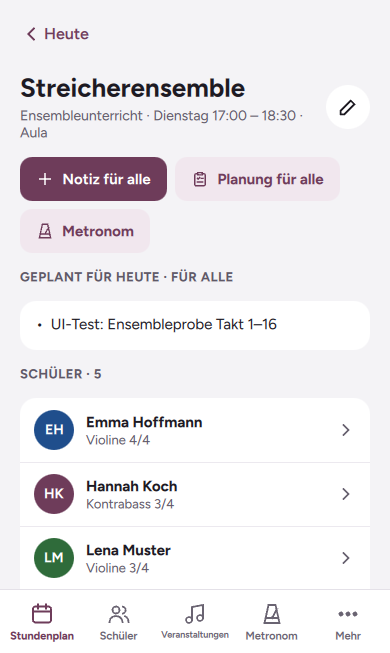 Heute
Streicherensemble
Ensembleunterricht · Dienstag 17:00 – 18:30 ·
Aula
Notiz für alle
Planung für alle
Metronom
GEPLANT FÜR HEUTE · FÜR ALLE
• UI-Test: Ensembleprobe Takt 1–16
SCHÜLER · 5
EH
Emma Hoffmann
Violine 4/4
HK
Hannah Koch
Kontrabass 3/4
LM
Lena Muster
Violine 3/4
Stundenplan
Schüler
Veranstaltungen
Metronom
Mehr